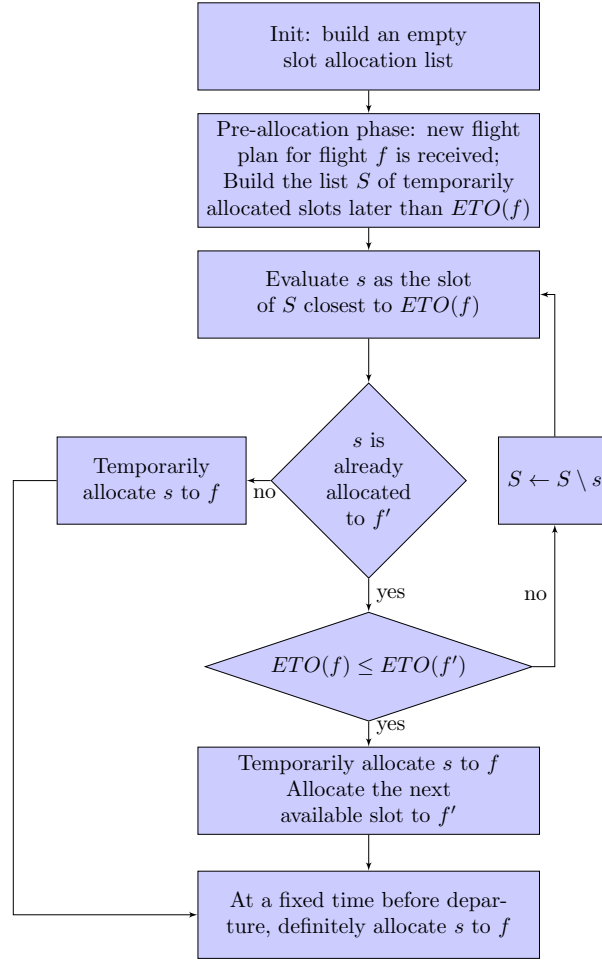 Init: build an empty
slot allocation list
Pre-allocation phase: new flight
plan for flight f is received;
Build the list S of temporarily
allocated slots later than ETO(f)
Evaluate s as the slot
of S closest to ETO(f)
s is
already
allocated
to f′
no
Temporarily
allocate s to f
S ← S \ s
yes
no
ETO(f) ≤ ETO(f′)
yes
Temporarily allocate s to f
Allocate the next
available slot to f′
At a fixed time before depar-
ture, definitely allocate s to f